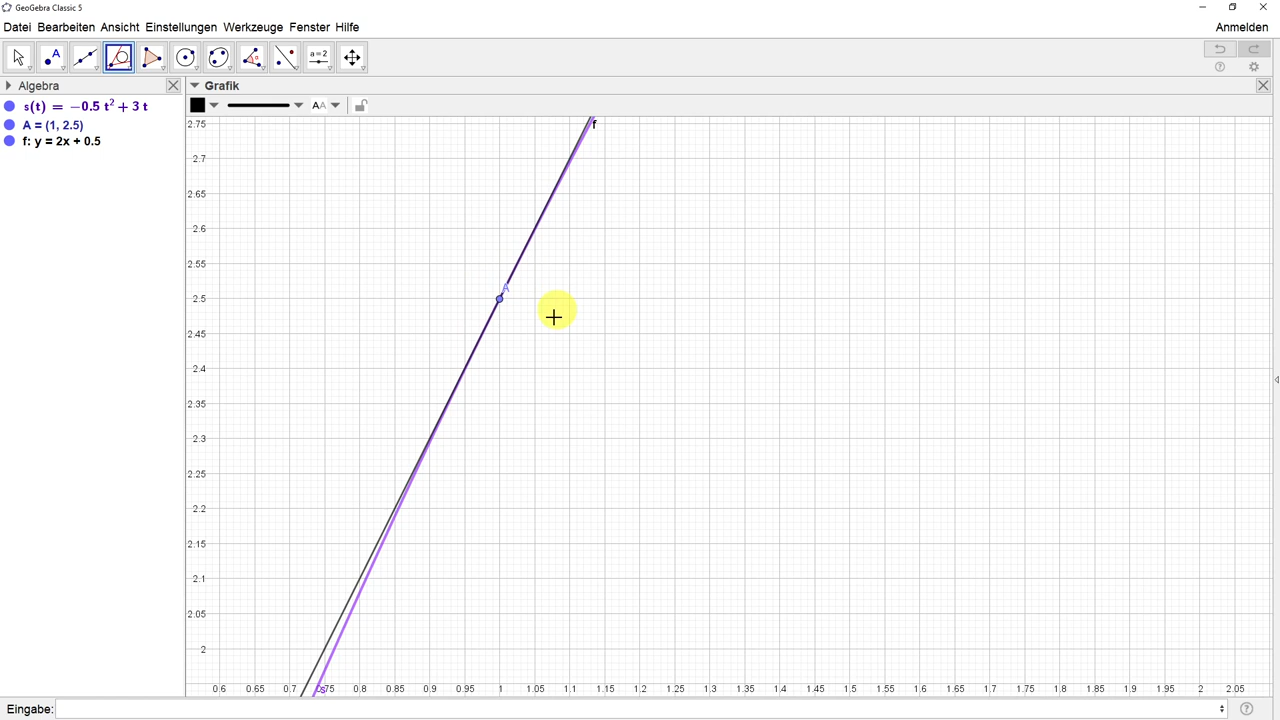 GeoGebra Classic 5
Datei Bearbeiten Ansicht Einstellungen Werkzeuge Fenster Hilfe
Anmelden
A
a=2
Algebra
Grafik
s(t) = −0.5 t² + 3 t
AA
A = (1, 2.5)
f: y = 2x + 0.5
f
A
s
2.75
2.7
2.65
2.6
2.55
2.5
2.45
2.4
2.35
2.3
2.25
2.2
2.15
2.1
2.05
2
0.6 0.65 0.7 0.75 0.8 0.85 0.9 0.95 1 1.05 1.1 1.15 1.2 1.25 1.3 1.35 1.4 1.45 1.5 1.55 1.6 1.65 1.7 1.75 1.8 1.85 1.9 1.95 2 2.05
Eingabe: